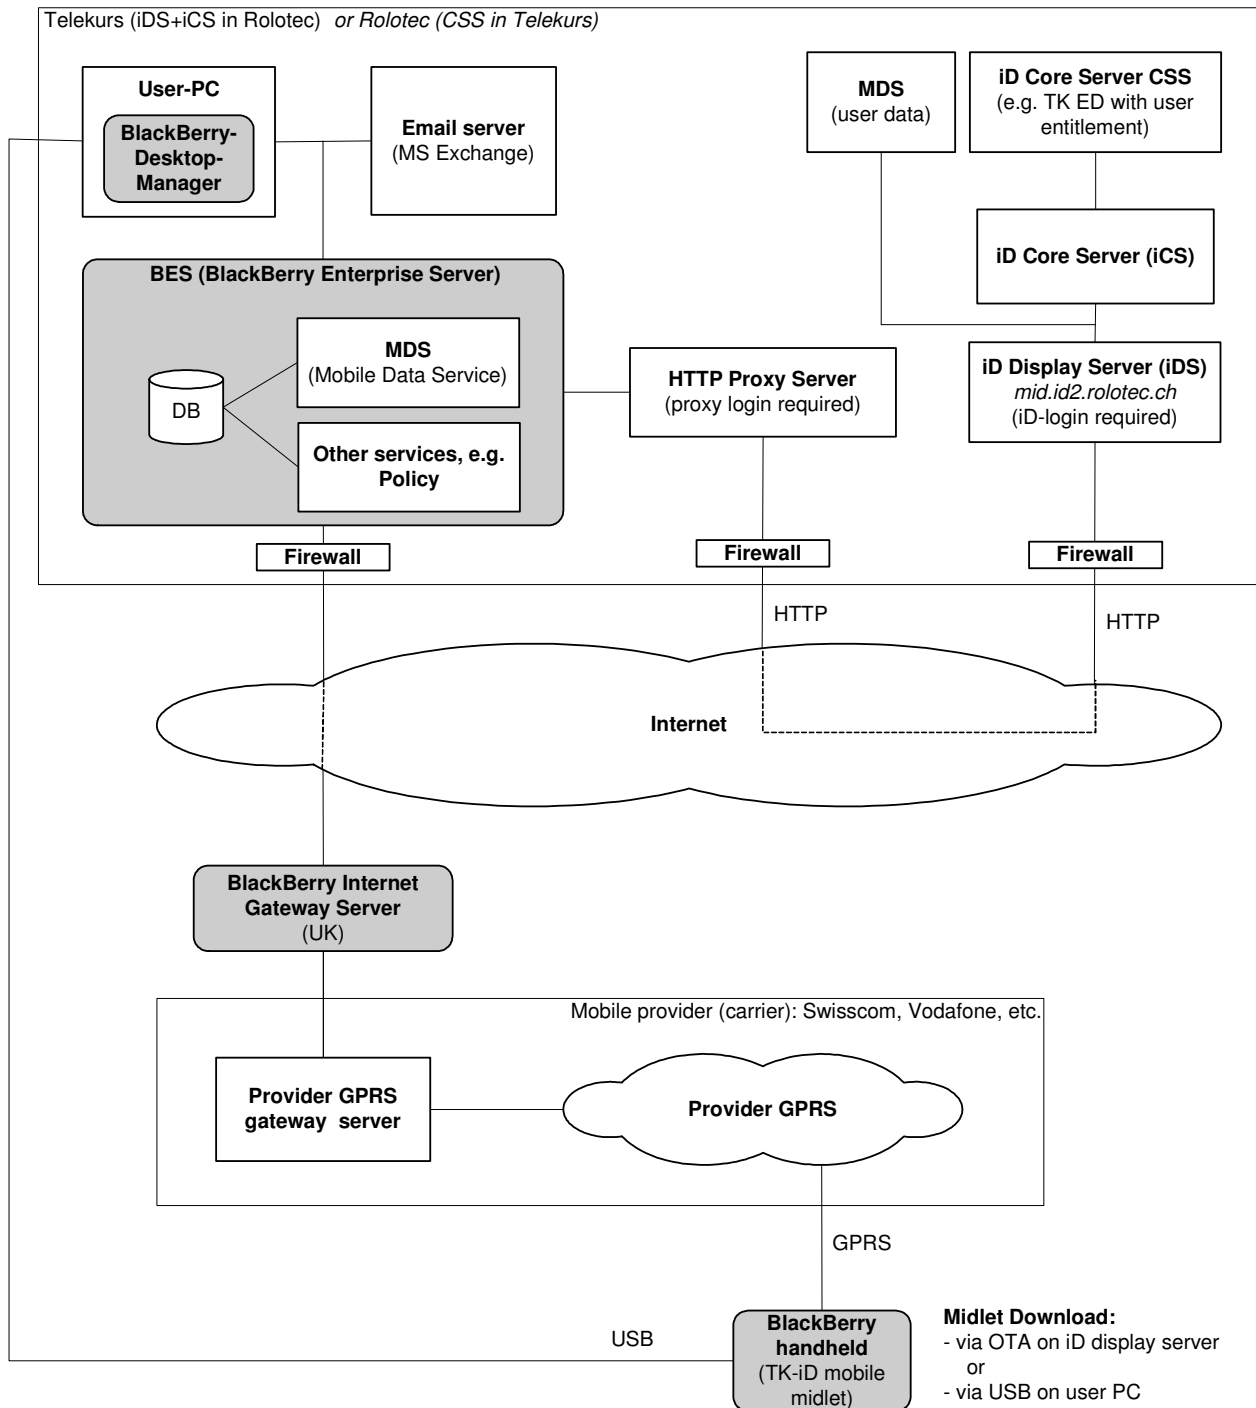 Telekurs (iDS+iCS in Rolotec) or Rolotec (CSS in Telekurs)
User-PC
BlackBerry-
Desktop-
Manager
Email server
(MS Exchange)
MDS
(user data)
iD Core Server CSS
(e.g. TK ED with user
entitlement)
iD Core Server (iCS)
BES (BlackBerry Enterprise Server)
DB
MDS
(Mobile Data Service)
Other services, e.g.
Policy
HTTP Proxy Server
(proxy login required)
iD Display Server (iDS)
mid.id2.rolotec.ch
(iD-login required)
Firewall
Firewall
Firewall
HTTP
HTTP
Internet
BlackBerry Internet
Gateway Server
(UK)
Mobile provider (carrier): Swisscom, Vodafone, etc.
Provider GPRS
gateway server
Provider GPRS
GPRS
USB
BlackBerry
handheld
(TK-iD mobile
midlet)
Midlet Download:
- via OTA on iD display server
or
- via USB on user PC